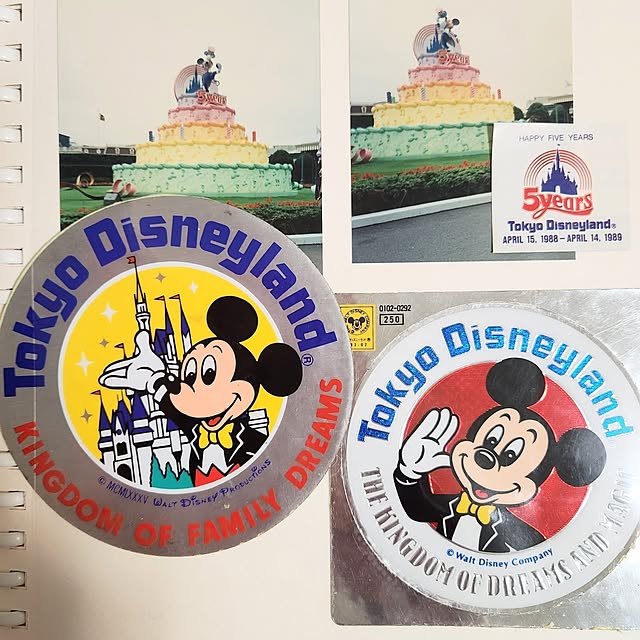 5years
5years
HAPPY FIVE YEARS
5years
Tokyo Disneyland®
APRIL 15, 1988 – APRIL 14, 1989
Tokyo Disneyland®
KINGDOM OF FAMILY DREAMS
© MCMLXXXV WALT DISNEY PRODUCTIONS
0102-0292
250
Tokyo Disneyland
THE KINGDOM OF DREAMS AND MAGIC
© Walt Disney Company